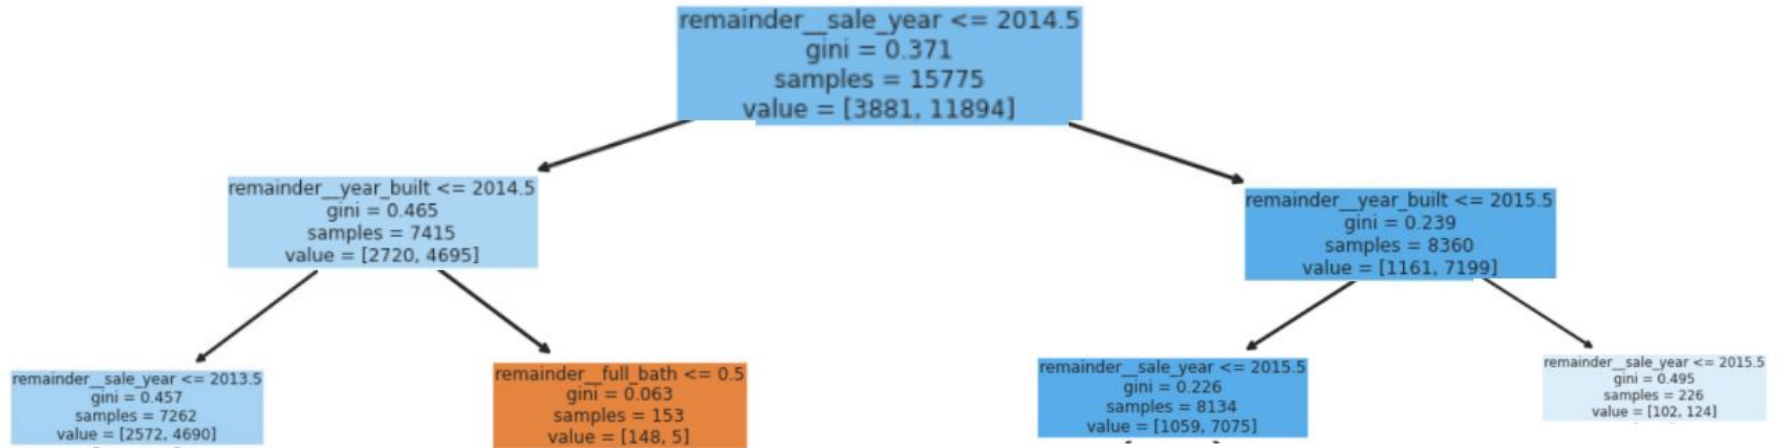 remainder__sale_year <= 2014.5
gini = 0.371
samples = 15775
value = [3881, 11894]
remainder__year_built <= 2014.5
gini = 0.465
samples = 7415
value = [2720, 4695]
remainder__year_built <= 2015.5
gini = 0.239
samples = 8360
value = [1161, 7199]
remainder__sale_year <= 2013.5
gini = 0.457
samples = 7262
value = [2572, 4690]
remainder__full_bath <= 0.5
gini = 0.063
samples = 153
value = [148, 5]
remainder__sale_year <= 2015.5
gini = 0.226
samples = 8134
value = [1059, 7075]
remainder__sale_year <= 2015.5
gini = 0.495
samples = 226
value = [102, 124]